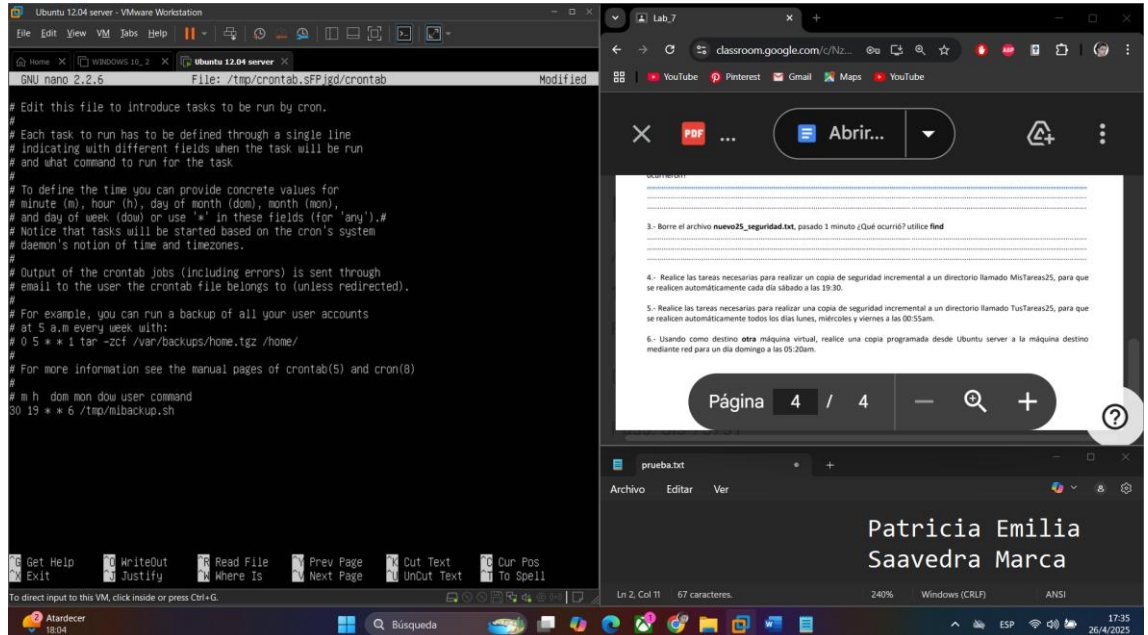 Ubuntu 12.04 server - VMware Workstation
File Edit View VM Tabs Help
Home WINDOWS 10_ 2 Ubuntu 12.04 server
GNU nano 2.2.6 File: /tmp/crontab.sFPjgd/crontab Modified
# Edit this file to introduce tasks to be run by cron.
#
# Each task to run has to be defined through a single line
# indicating with different fields when the task will be run
# and what command to run for the task
#
# To define the time you can provide concrete values for
# minute (m), hour (h), day of month (dom), month (mon),
# and day of week (dow) or use '*' in these fields (for 'any').#
# Notice that tasks will be started based on the cron's system
# daemon's notion of time and timezones.
#
# Output of the crontab jobs (including errors) is sent through
# email to the user the crontab file belongs to (unless redirected).
#
# For example, you can run a backup of all your user accounts
# at 5 a.m every week with:
# 0 5 * * 1 tar -zcf /var/backups/home.tgz /home/
#
# For more information see the manual pages of crontab(5) and cron(8)
#
# m h  dom mon dow user command
30 19 * * 6 /tmp/mibackup.sh
^G Get Help ^O WriteOut ^R Read File ^Y Prev Page ^K Cut Text ^C Cur Pos
^X Exit ^J Justify ^W Where Is ^V Next Page ^U UnCut Text ^T To Spell
To direct input to this VM, click inside or press Ctrl+G.
Lab_7
classroom.google.com/c/Nz...
YouTube Pinterest Gmail Maps YouTube
PDF ... Abrir...
3.- Borre el archivo nuevo25_seguridad.txt, pasado 1 minuto ¿Qué ocurrió? utilice find
4.- Realice las tareas necesarias para realizar un copia de seguridad incremental a un directorio llamado MisTareas25, para que
se realicen automáticamente cada día sábado a las 19:30.
5.- Realice las tareas necesarias para realizar una copia de seguridad incremental a un directorio llamado TusTareas25, para que
se realicen automáticamente todos los días lunes, miércoles y viernes a las 00:55am.
6.- Usando como destino otra máquina virtual, realice una copia programada desde Ubuntu server a la máquina destino
mediante red para un día domingo a las 05:20am.
Página 4 / 4
prueba.txt
Archivo Editar Ver
Patricia Emilia
Saavedra Marca
Ln 2, Col 11 67 caracteres. 240% Windows (CRLF) ANSI
2 Atardecer
18:04
Búsqueda
ESP
17:35
26/4/2025